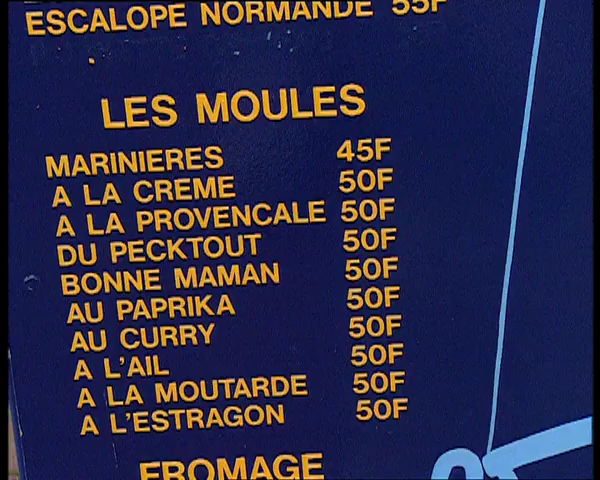 ESCALOPE NORMANDE 55F
LES MOULES
MARINIERES 45F
A LA CREME 50F
A LA PROVENCALE 50F
DU PECKTOUT 50F
BONNE MAMAN 50F
AU PAPRIKA 50F
AU CURRY 50F
A L'AIL 50F
A LA MOUTARDE 50F
A L'ESTRAGON 50F
FROMAGE